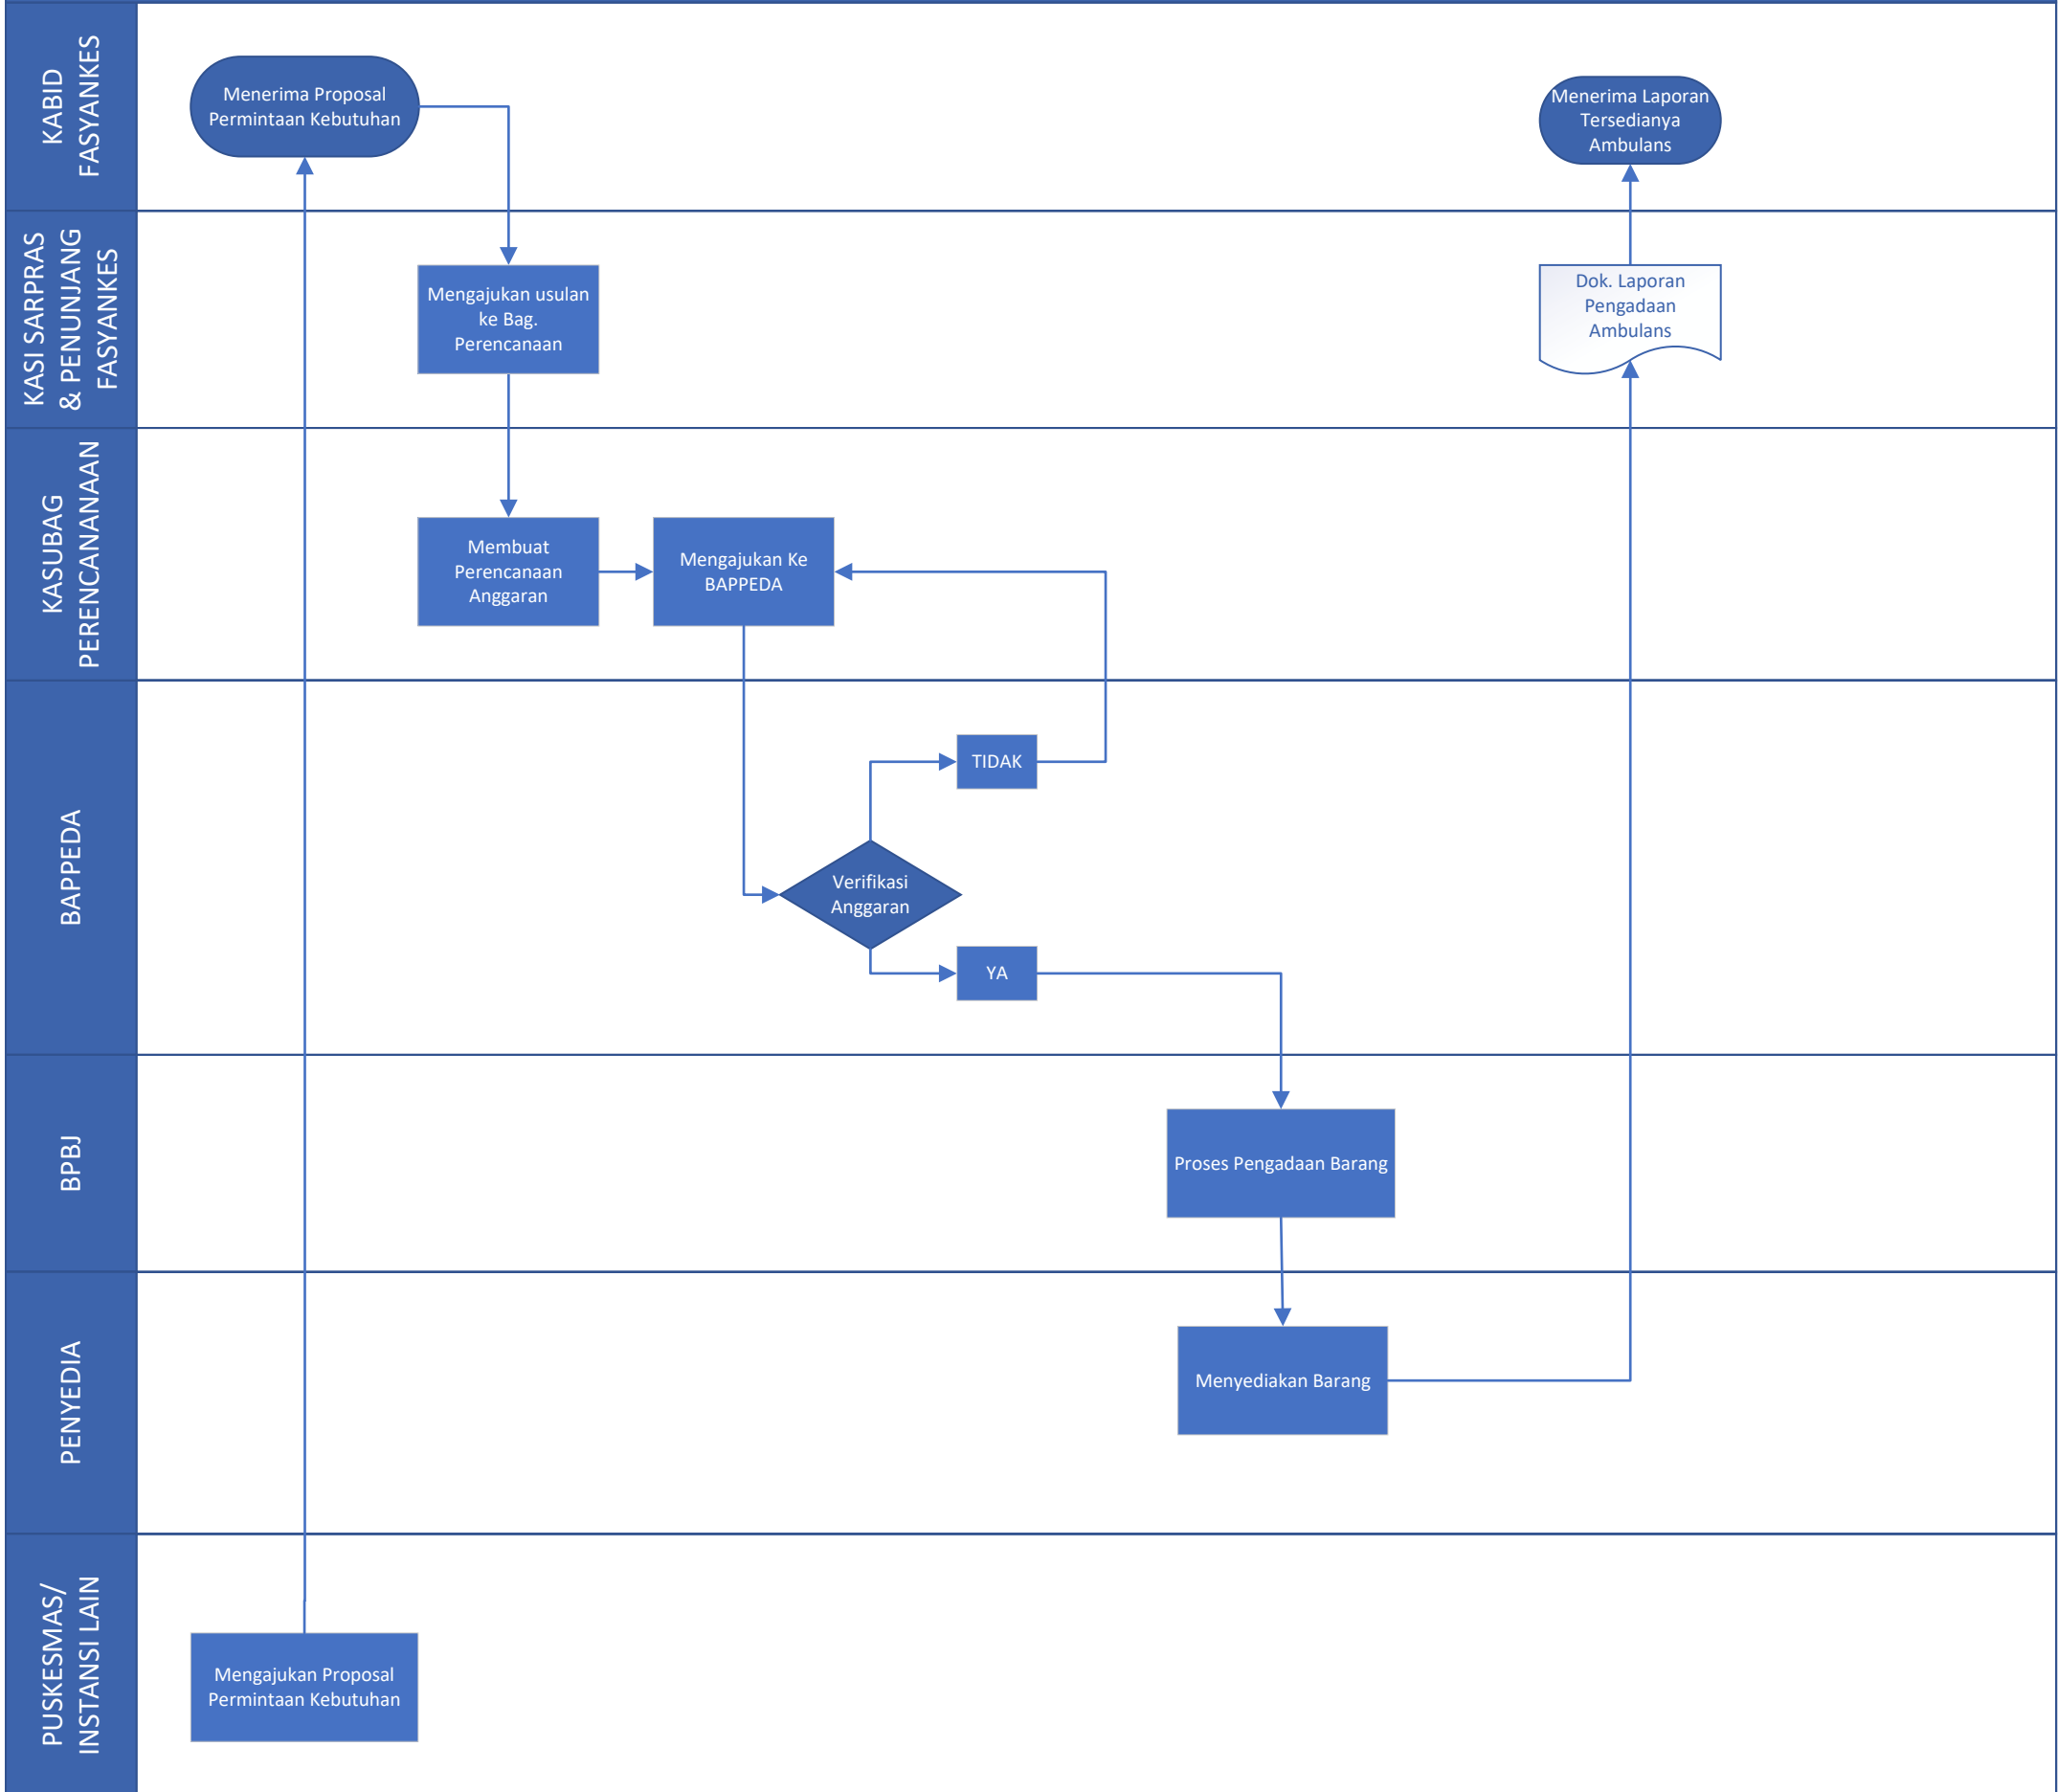 KABID
FASYANKES
Menerima Proposal
Permintaan Kebutuhan
Menerima Laporan
Tersedianya
Ambulans
KASI SARPRAS
& PENUNJANG
FASYANKES
Mengajukan usulan
ke Bag.
Perencanaan
Dok. Laporan
Pengadaan
Ambulans
KASUBAG
PERENCANANAAN
Membuat
Perencanaan
Anggaran
Mengajukan Ke
BAPPEDA
BAPPEDA
TIDAK
Verifikasi
Anggaran
YA
BPBJ
Proses Pengadaan Barang
PENYEDIA
Menyediakan Barang
PUSKESMAS/
INSTANSI LAIN
Mengajukan Proposal
Permintaan Kebutuhan